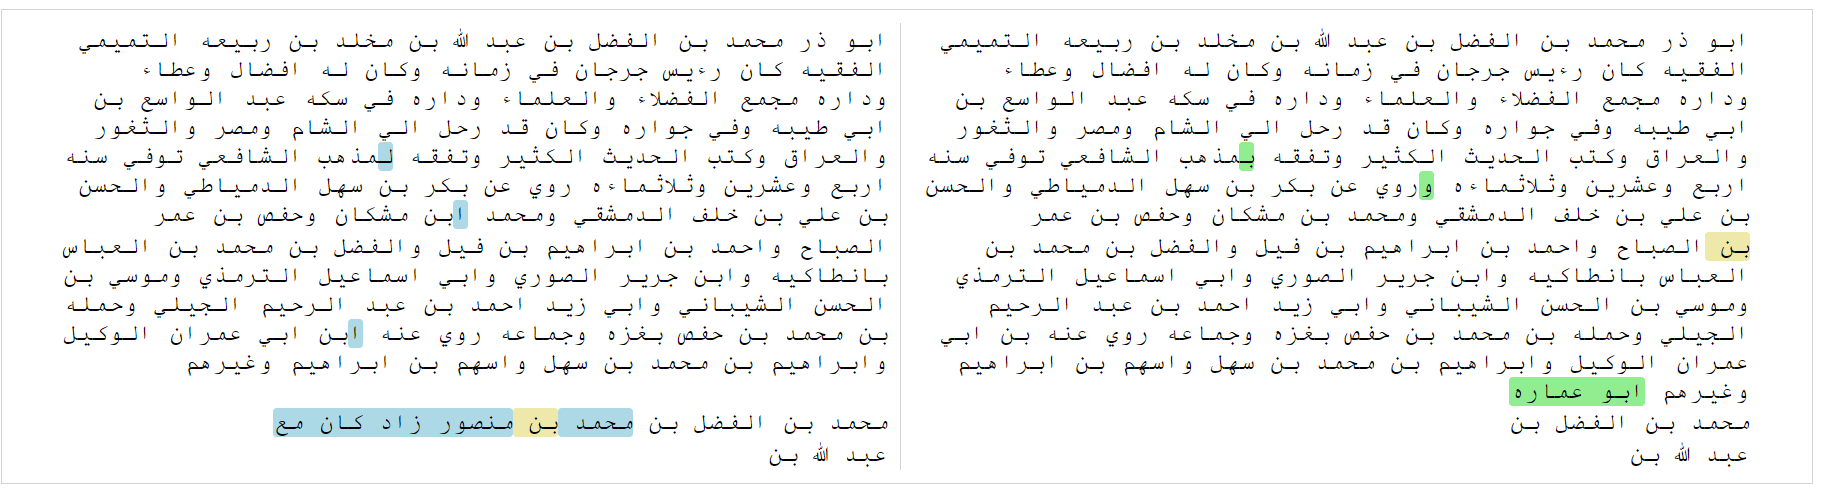 ابو ذر محمد بن الفضل بن عبد الله بن مخلد بن ربيعه التميمي
الفقيه كان رءيس جرجان في زمانه وكان له افضال وعطاء
وداره مجمع الفضلاء والعلماء وداره في سكه عبد الواسع بن
ابي طيبه وفي جواره وكان قد رحل الي الشام ومصر والثغور
والعراق وكتب الحديث الكثير وتفقه بمذهب الشافعي توفي سنه
اربع وعشرين وثلاثماءه وروي عن بكر بن سهل الدمياطي والحسن
بن علي بن خلف الدمشقي ومحمد بن مشكان وحفص بن عمر
بن الصباح واحمد بن ابراهيم بن فيل والفضل بن محمد بن
العباس بانطاكيه وابن جرير الصوري وابي اسماعيل الترمذي
وموسي بن الحسن الشيباني وابي زيد احمد بن عبد الرحيم
الجيلي وحمله بن محمد بن حفص بغزه وجماعه روي عنه بن ابي
عمران الوكيل وابراهيم بن محمد بن سهل واسهم بن ابراهيم
وغيرهم ابو عماره
محمد بن الفضل بن
عبد الله بن
ابو ذر محمد بن الفضل بن عبد الله بن مخلد بن ربيعه التميمي
الفقيه كان رءيس جرجان في زمانه وكان له افضال وعطاء
وداره مجمع الفضلاء والعلماء وداره في سكه عبد الواسع بن
ابي طيبه وفي جواره وكان قد رحل الي الشام ومصر والثغور
والعراق وكتب الحديث الكثير وتفقه لمذهب الشافعي توفي سنه
اربع وعشرين وثلاثماءه روي عن بكر بن سهل الدمياطي والحسن
بن علي بن خلف الدمشقي ومحمد ابن مشكان وحفص بن عمر
الصباح واحمد بن ابراهيم بن فيل والفضل بن محمد بن العباس
بانطاكيه وابن جرير الصوري وابي اسماعيل الترمذي وموسي بن
الحسن الشيباني وابي زيد احمد بن عبد الرحيم الجيلي وحمله
بن محمد بن حفص بغزه وجماعه روي عنه ابن ابي عمران الوكيل
وابراهيم بن محمد بن سهل واسهم بن ابراهيم وغيرهم
محمد بن الفضل بن محمد بن منصور زاد كان مع
عبد الله بن